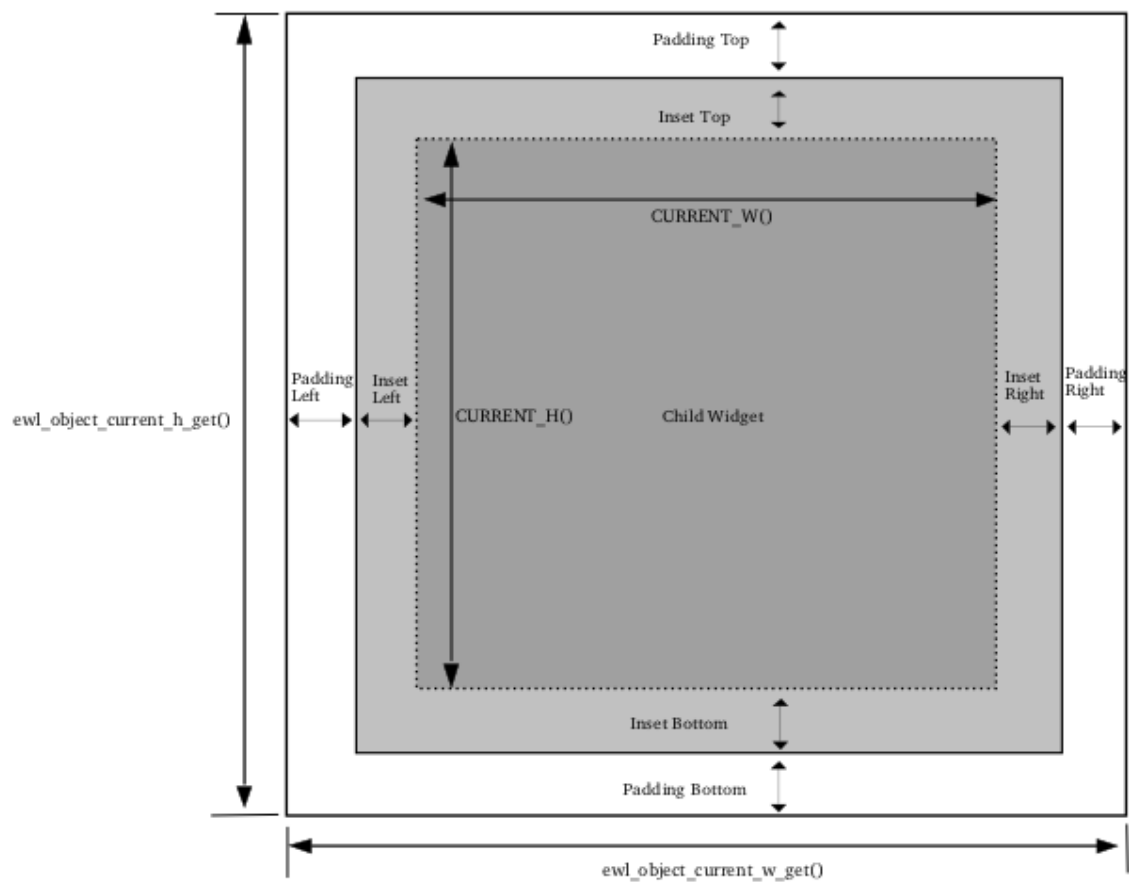 Padding Top
Inset Top
CURRENT_W()
Padding
Left
Inset
Left
Inset
Right
Padding
Right
ewl_object_current_h_get()
CURRENT_H()
Child Widget
Inset Bottom
Padding Bottom
ewl_object_current_w_get()